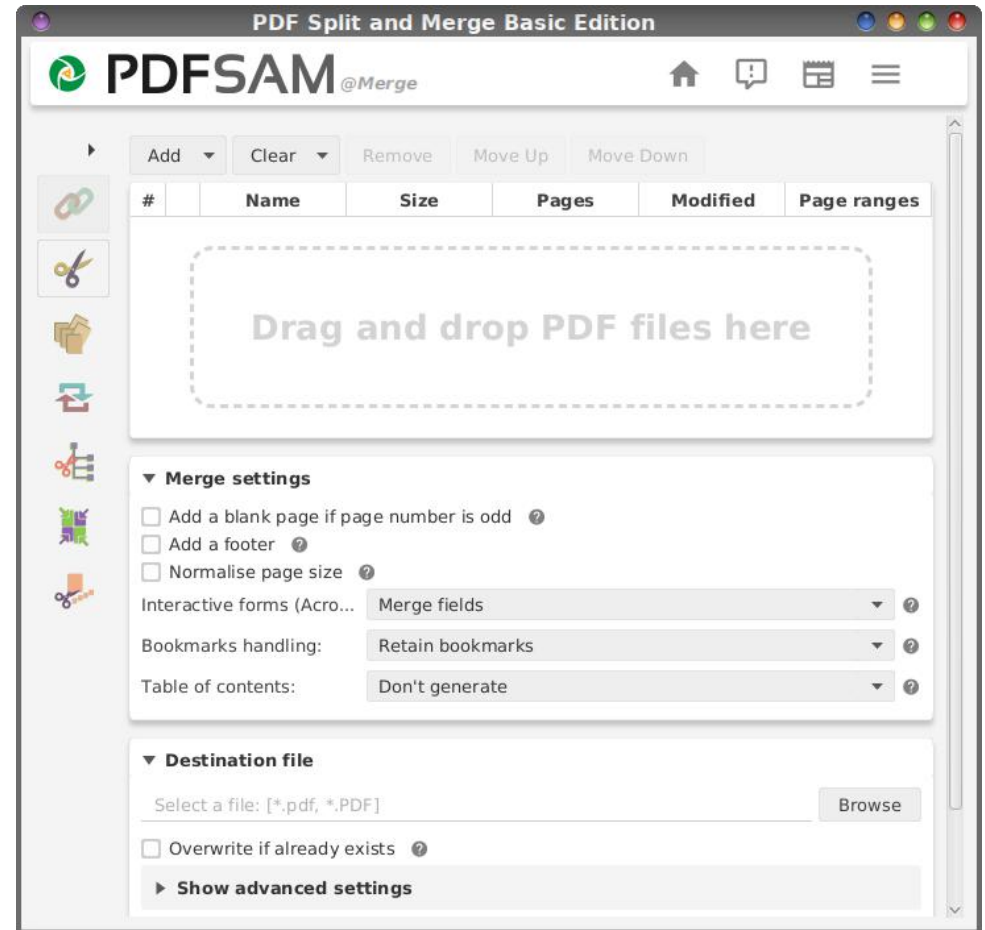 PDF Split and Merge Basic Edition
PDFSAM @Merge
Add Clear Remove Move Up Move Down
# Name Size Pages Modified Page ranges
Drag and drop PDF files here
Merge settings
Add a blank page if page number is odd ?
Add a footer ?
Normalise page size ?
Interactive forms (Acro... Merge fields ?
Bookmarks handling: Retain bookmarks ?
Table of contents: Don't generate ?
Destination file
Select a file: [*.pdf, *.PDF] Browse
Overwrite if already exists ?
Show advanced settings